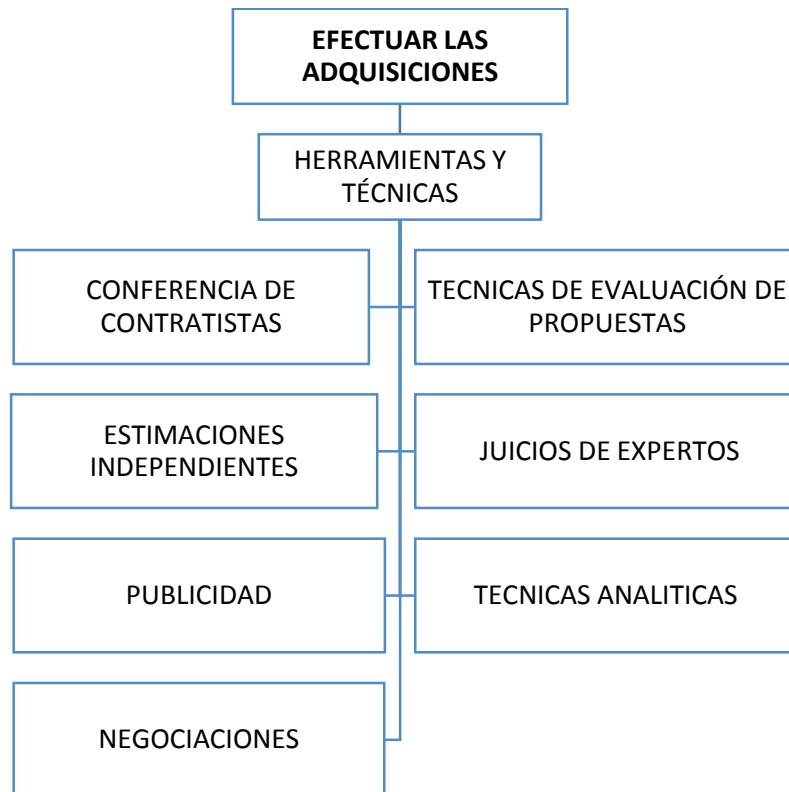 EFECTUAR LAS
ADQUISICIONES
HERRAMIENTAS Y
TÉCNICAS
CONFERENCIA DE
CONTRATISTAS
TECNICAS DE EVALUACIÓN DE
PROPUESTAS
ESTIMACIONES
INDEPENDIENTES
JUICIOS DE EXPERTOS
PUBLICIDAD
TECNICAS ANALITICAS
NEGOCIACIONES